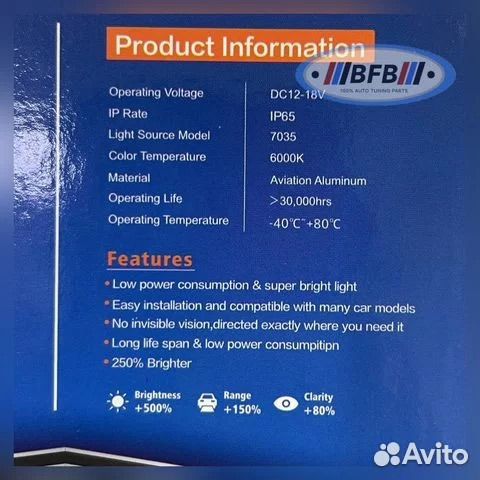 Product Information
BFB
100% AUTO TUNING PARTS
Operating Voltage DC12-18V
IP Rate IP65
Light Source Model 7035
Color Temperature 6000K
Material Aviation Aluminum
Operating Life >30,000hrs
Operating Temperature -40℃~+80℃
Features
• Low power consumption & super bright light
• Easy installation and compatible with many car models
• No invisible vision,directed exactly where you need it
• Long life span & low power consumpitipn
• 250% Brighter
Brightness +500%
Range +150%
Clarity +80%
Avito